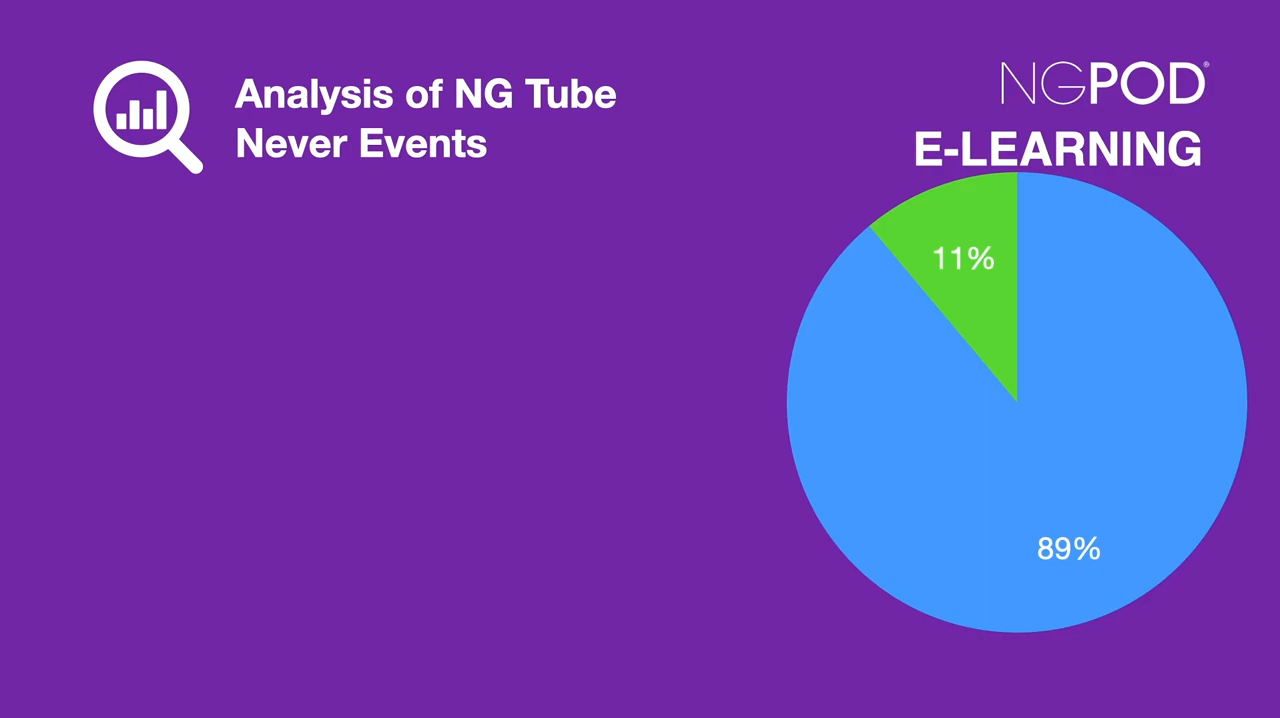 Analysis of NG Tube
Never Events
NGPOD®
E-LEARNING
11%
89%